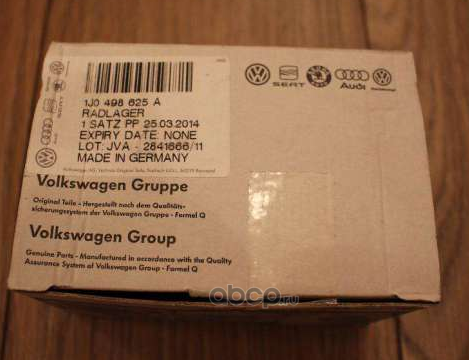 1J0 498 625 A
RADLAGER
1 SATZ PP 25.03.2014
EXPIRY DATE: NONE
LOT: JVA - 2841666/11
MADE IN GERMANY
SEAT
Audi
Volkswagen Gruppe
Original Teile - Hergestellt nach dem Qualitäts-
sicherungssystem der Volkswagen Gruppe - Formel Q
Volkswagen Group
Genuine Parts - Manufactured in accordance with the Quality
Assurance System of Volkswagen Group - Formel Q
abcp.ru